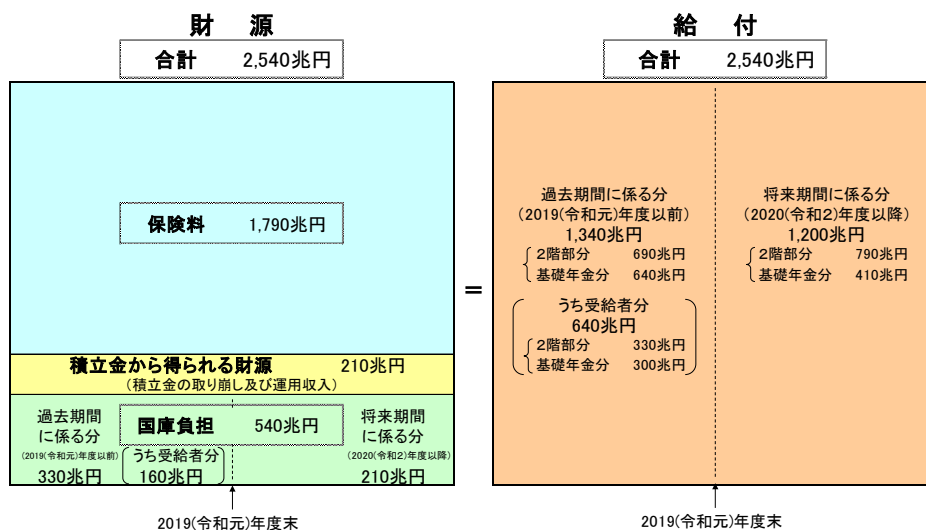 財 源
合計 2,540兆円
保険料 1,790兆円
積立金から得られる財源 210兆円
(積立金の取り崩し及び運用収入)
過去期間
に係る分
(2019(令和元)年度以前)
330兆円
国庫負担 540兆円
うち受給者分
160兆円
将来期間
に係る分
(2020(令和2)年度以降)
210兆円
2019(令和元)年度末
=
給 付
合計 2,540兆円
過去期間に係る分
(2019(令和元)年度以前)
1,340兆円
2階部分 690兆円
基礎年金分 640兆円
うち受給者分
640兆円
2階部分 330兆円
基礎年金分 300兆円
将来期間に係る分
(2020(令和2)年度以降)
1,200兆円
2階部分 790兆円
基礎年金分 410兆円
2019(令和元)年度末